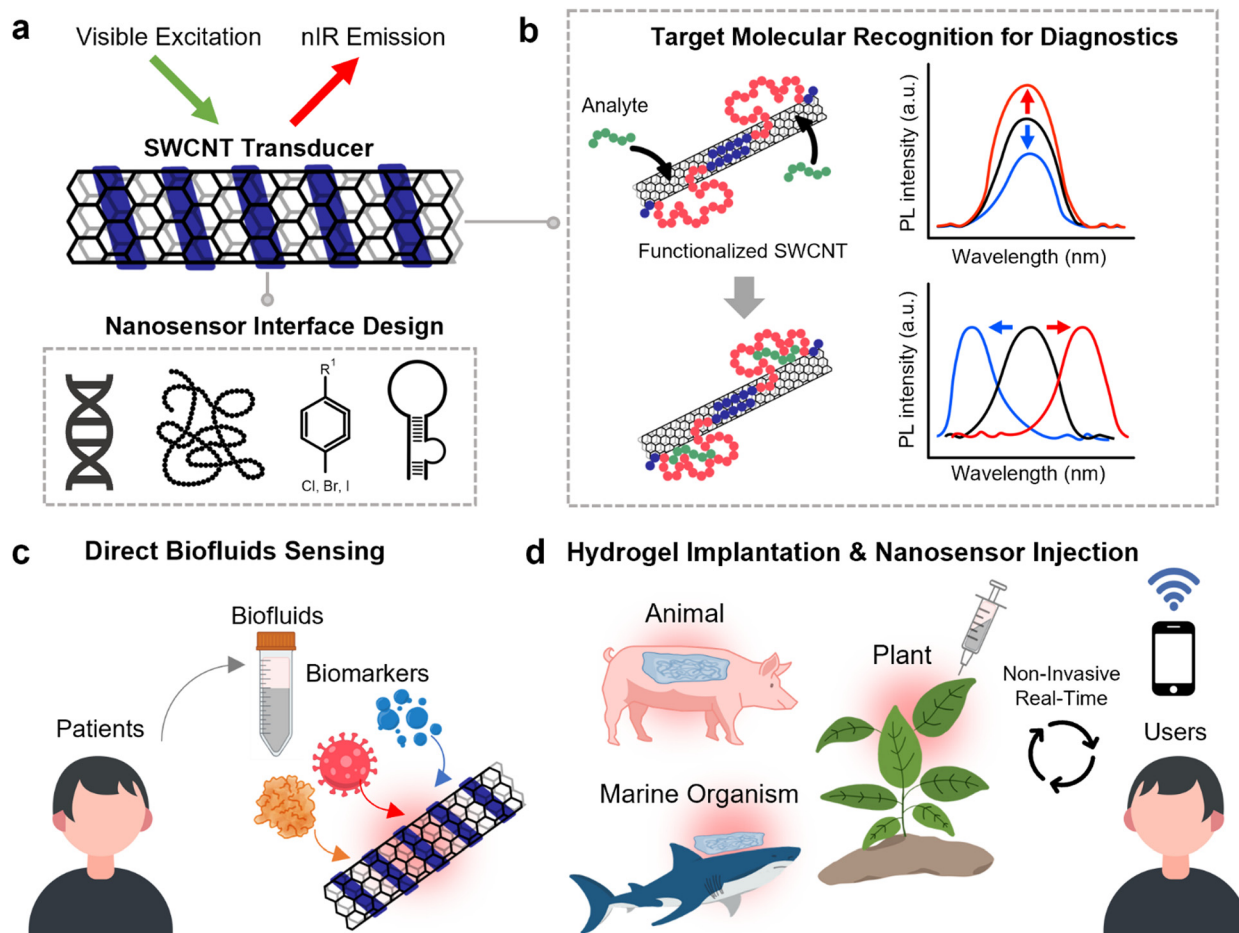 a
Visible Excitation
nIR Emission
SWCNT Transducer
Nanosensor Interface Design
R1
Cl, Br, I
b
Target Molecular Recognition for Diagnostics
Analyte
Functionalized SWCNT
PL intensity (a.u.)
Wavelength (nm)
PL intensity (a.u.)
Wavelength (nm)
c
Direct Biofluids Sensing
Biofluids
Biomarkers
Patients
d
Hydrogel Implantation & Nanosensor Injection
Animal
Plant
Marine Organism
Non-Invasive
Real-Time
Users